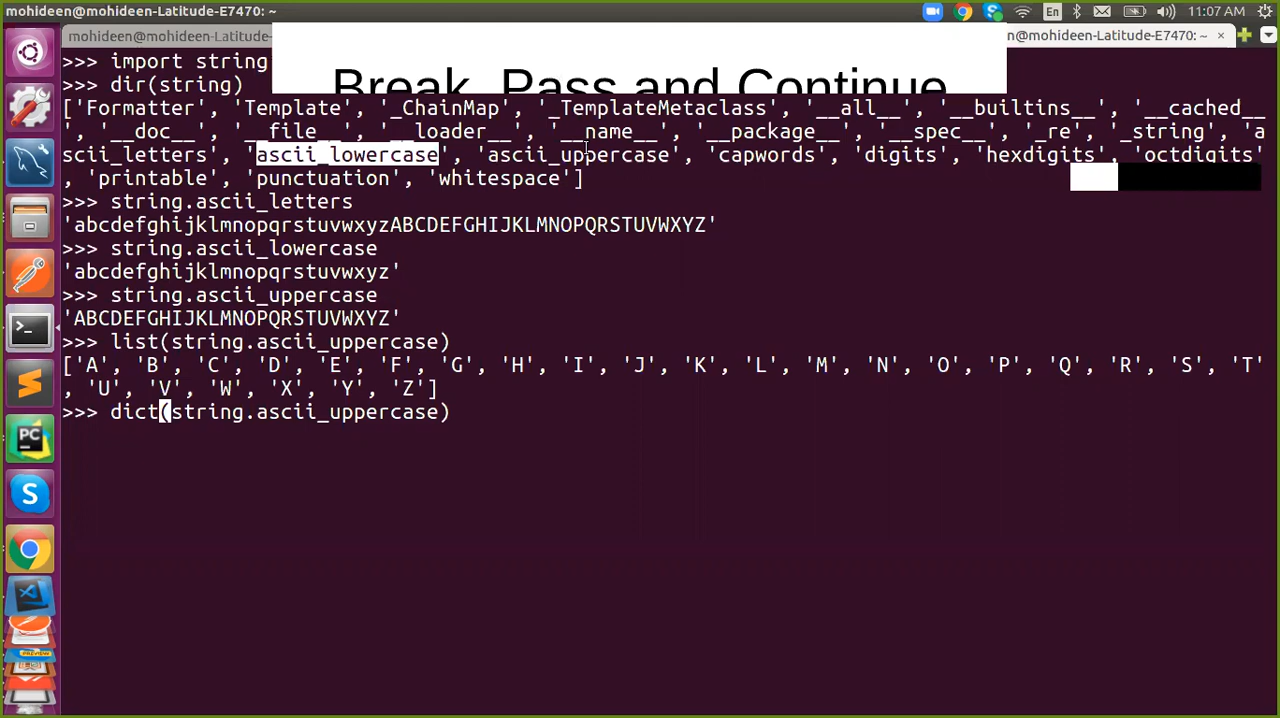 mohideen@mohideen-Latitude-E7470: ~
En
11:07 AM
mohideen@mohideen-Latitude-E7470:
n@mohideen-Latitude-E7470: ~ ×
Break, Pass and Continue
>>> import string
>>> dir(string)
['Formatter', 'Template', '_ChainMap', '_TemplateMetaclass', '__all__', '__builtins__', '__cached__
', '__doc__', '__file__', '__loader__', '__name__', '__package__', '__spec__', '_re', '_string', 'a
scii_letters', 'ascii_lowercase', 'ascii_uppercase', 'capwords', 'digits', 'hexdigits', 'octdigits'
, 'printable', 'punctuation', 'whitespace']
>>> string.ascii_letters
'abcdefghijklmnopqrstuvwxyzABCDEFGHIJKLMNOPQRSTUVWXYZ'
>>> string.ascii_lowercase
'abcdefghijklmnopqrstuvwxyz'
>>> string.ascii_uppercase
'ABCDEFGHIJKLMNOPQRSTUVWXYZ'
>>> list(string.ascii_uppercase)
['A', 'B', 'C', 'D', 'E', 'F', 'G', 'H', 'I', 'J', 'K', 'L', 'M', 'N', 'O', 'P', 'Q', 'R', 'S', 'T'
, 'U', 'V', 'W', 'X', 'Y', 'Z']
>>> dict(string.ascii_uppercase)
PC
S